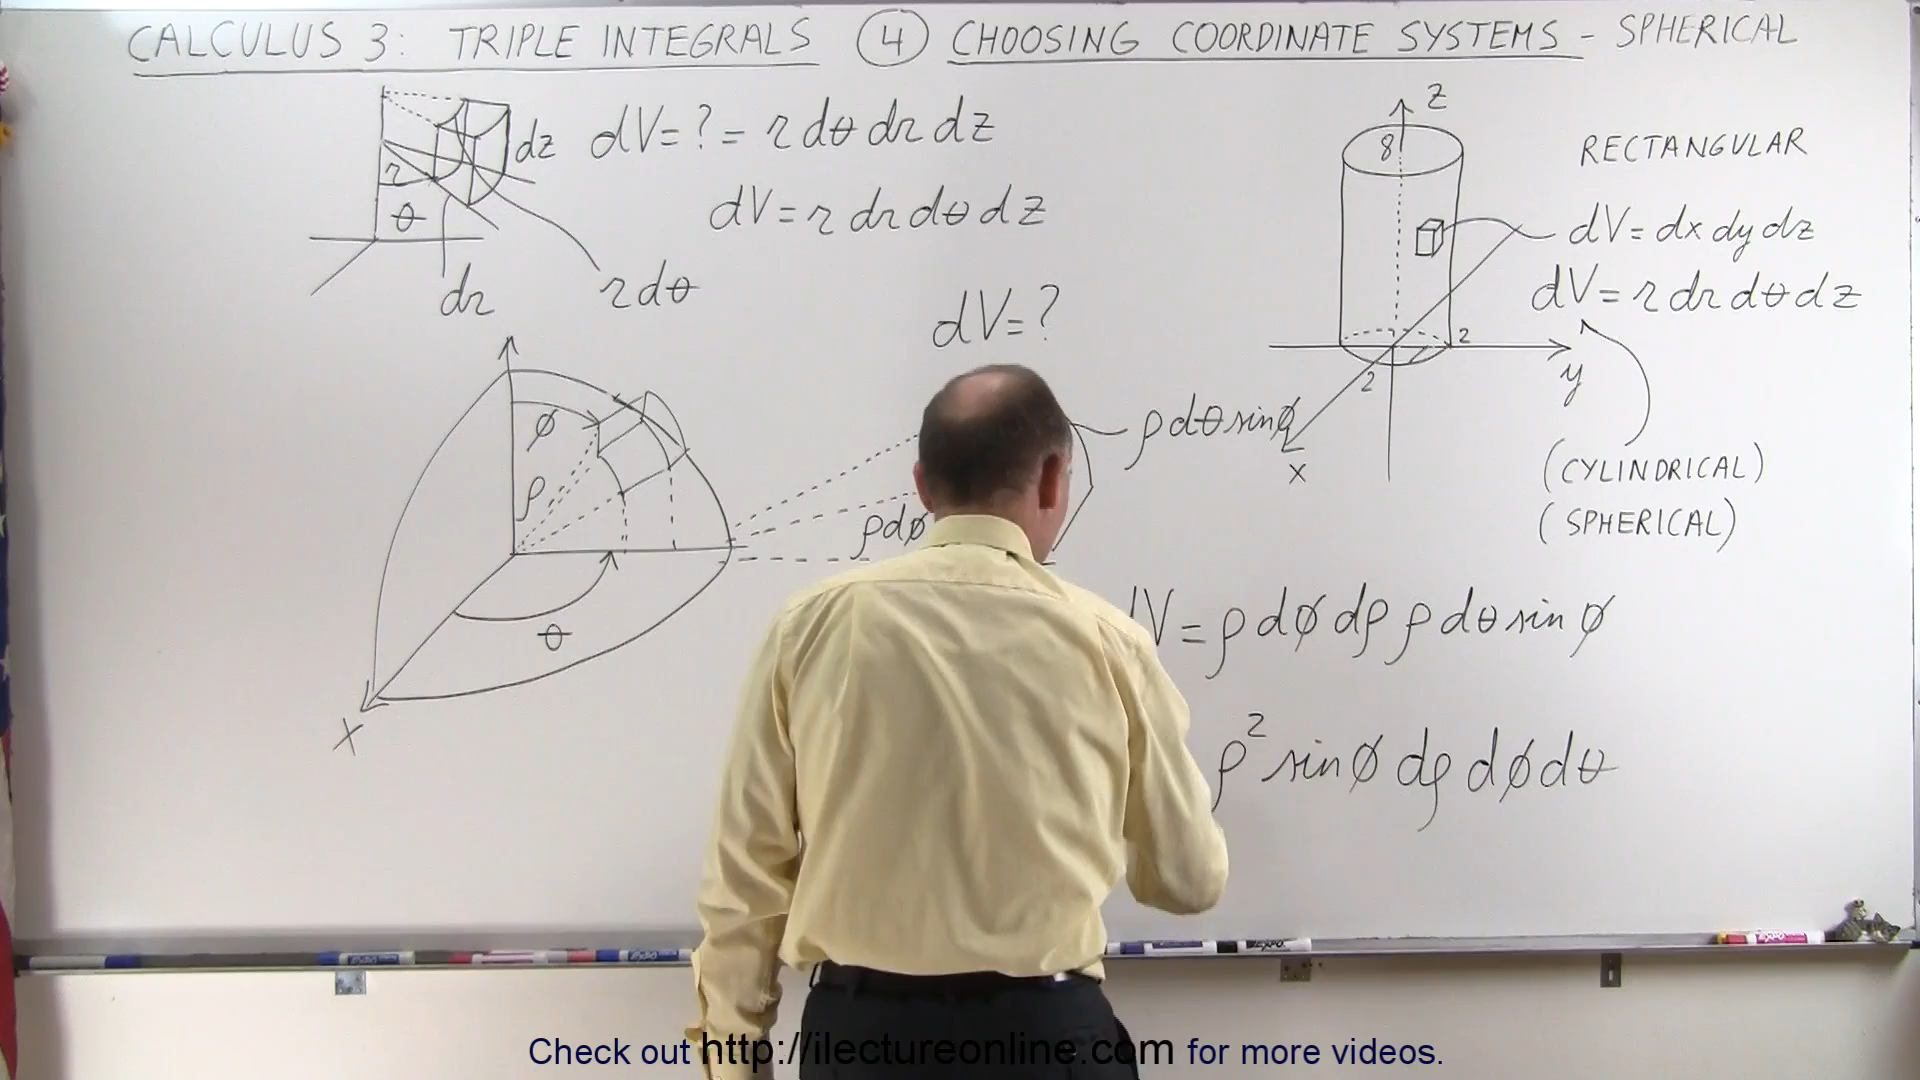 CALCULUS 3: TRIPLE INTEGRALS ④ CHOOSING COORDINATE SYSTEMS - SPHERICAL
dz
r
θ
dr
r dθ
dV = ? = r dθ dr dz
dV = r dr dθ dz
dV = ?
z
8
2
2
y
x
RECTANGULAR
dV = dx dy dz
dV = r dr dθ dz
(CYLINDRICAL)
(SPHERICAL)
ϕ
ρ
θ
x
ρ dϕ
ρ dθ sin ϕ
dV = ρ dϕ dρ ρ dθ sin ϕ
ρ² sin ϕ dρ dϕ dθ
Check out http://ilectureonline.com for more videos.